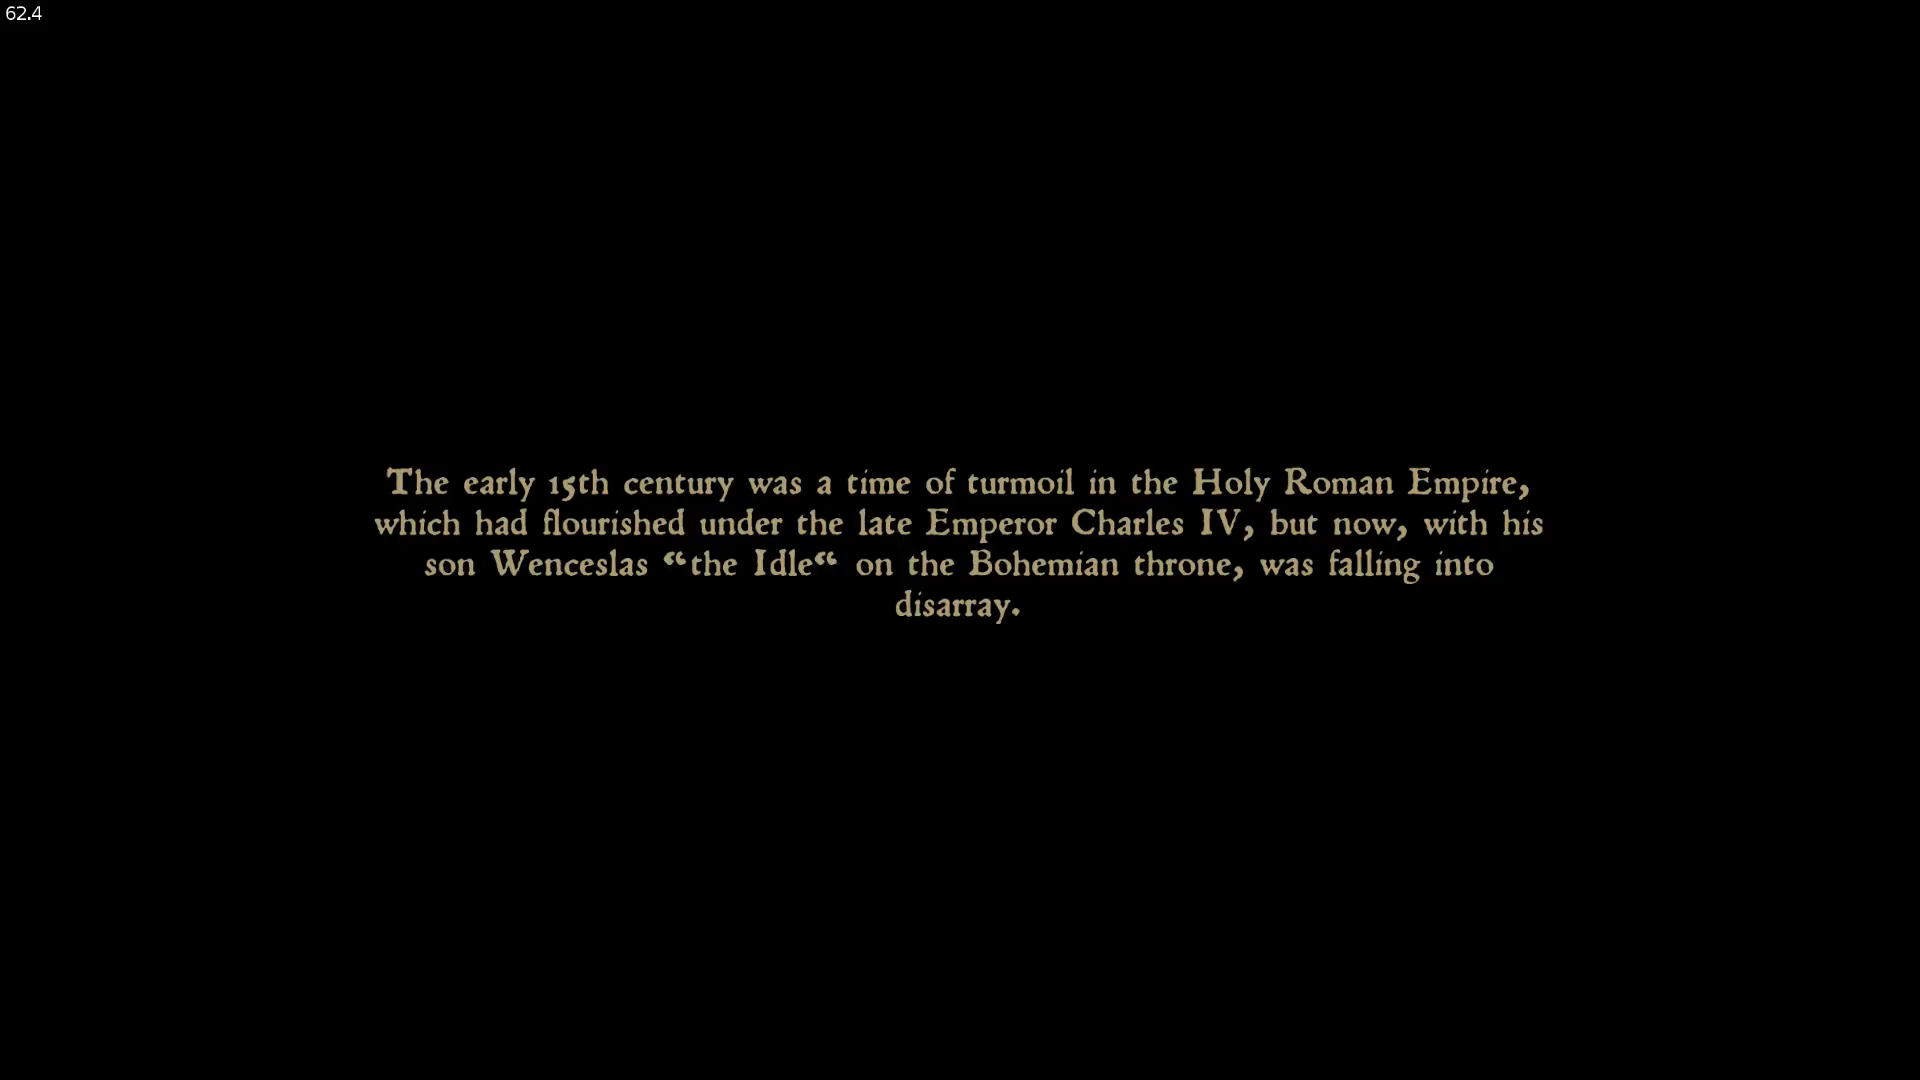 62.4
The early 15th century was a time of turmoil in the Holy Roman Empire,
which had flourished under the late Emperor Charles IV, but now, with his
son Wenceslas “the Idle“ on the Bohemian throne, was falling into
disarray.